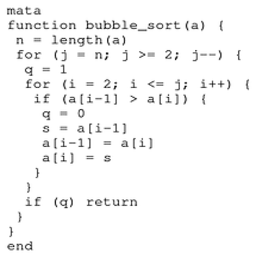 mata
function bubble_sort(a) {
 n = length(a)
 for (j = n; j >= 2; j--) {
  q = 1
  for (i = 2; i <= j; i++) {
   if (a[i-1] > a[i]) {
    q = 0
    s = a[i-1]
    a[i-1] = a[i]
    a[i] = s
   }
  }
  if (q) return
 }
}
end